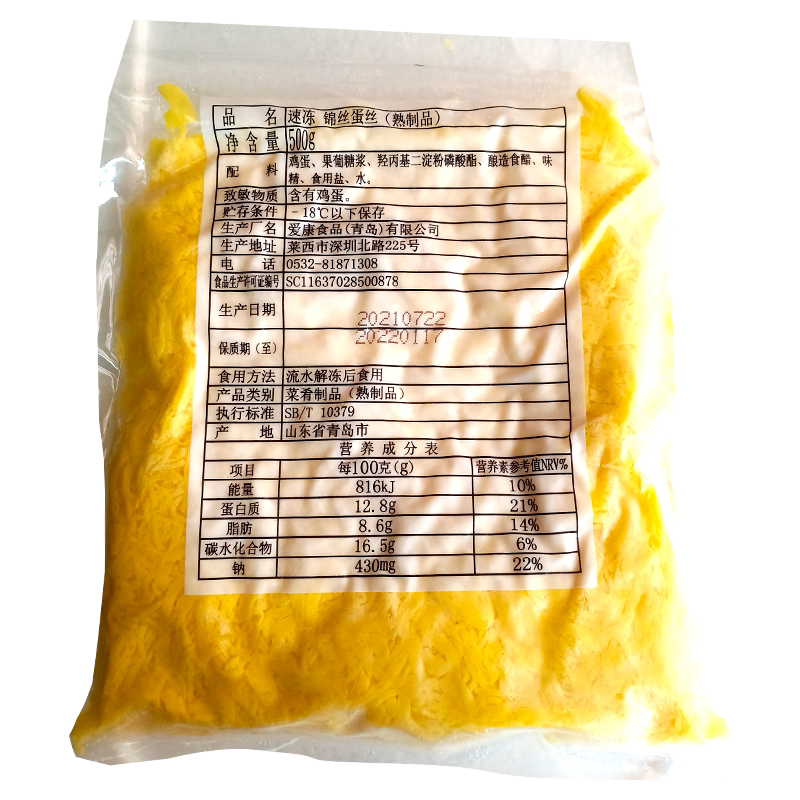 品 名 速冻 锦丝蛋丝（熟制品）
净含量 500g
配 料 鸡蛋、果葡糖浆、羟丙基二淀粉磷酸酯、酿造食醋、味
精、食用盐、水。
致敏物质 含有鸡蛋。
贮存条件 -18℃以下保存
生产厂名 爱康食品(青岛)有限公司
生产地址 莱西市深圳北路225号
电 话 0532-81871308
食品生产许可证编号 SC11637028500878
生产日期 20210722
保质期（至） 20220117
食用方法 流水解冻后食用
产品类别 菜肴制品（熟制品）
执行标准 SB/T 10379
产 地 山东省青岛市
营养成分表
项目 每100克(g) 营养素参考值NRV%
能量 816kJ 10%
蛋白质 12.8g 21%
脂肪 8.6g 14%
碳水化合物 16.5g 6%
钠 430mg 22%